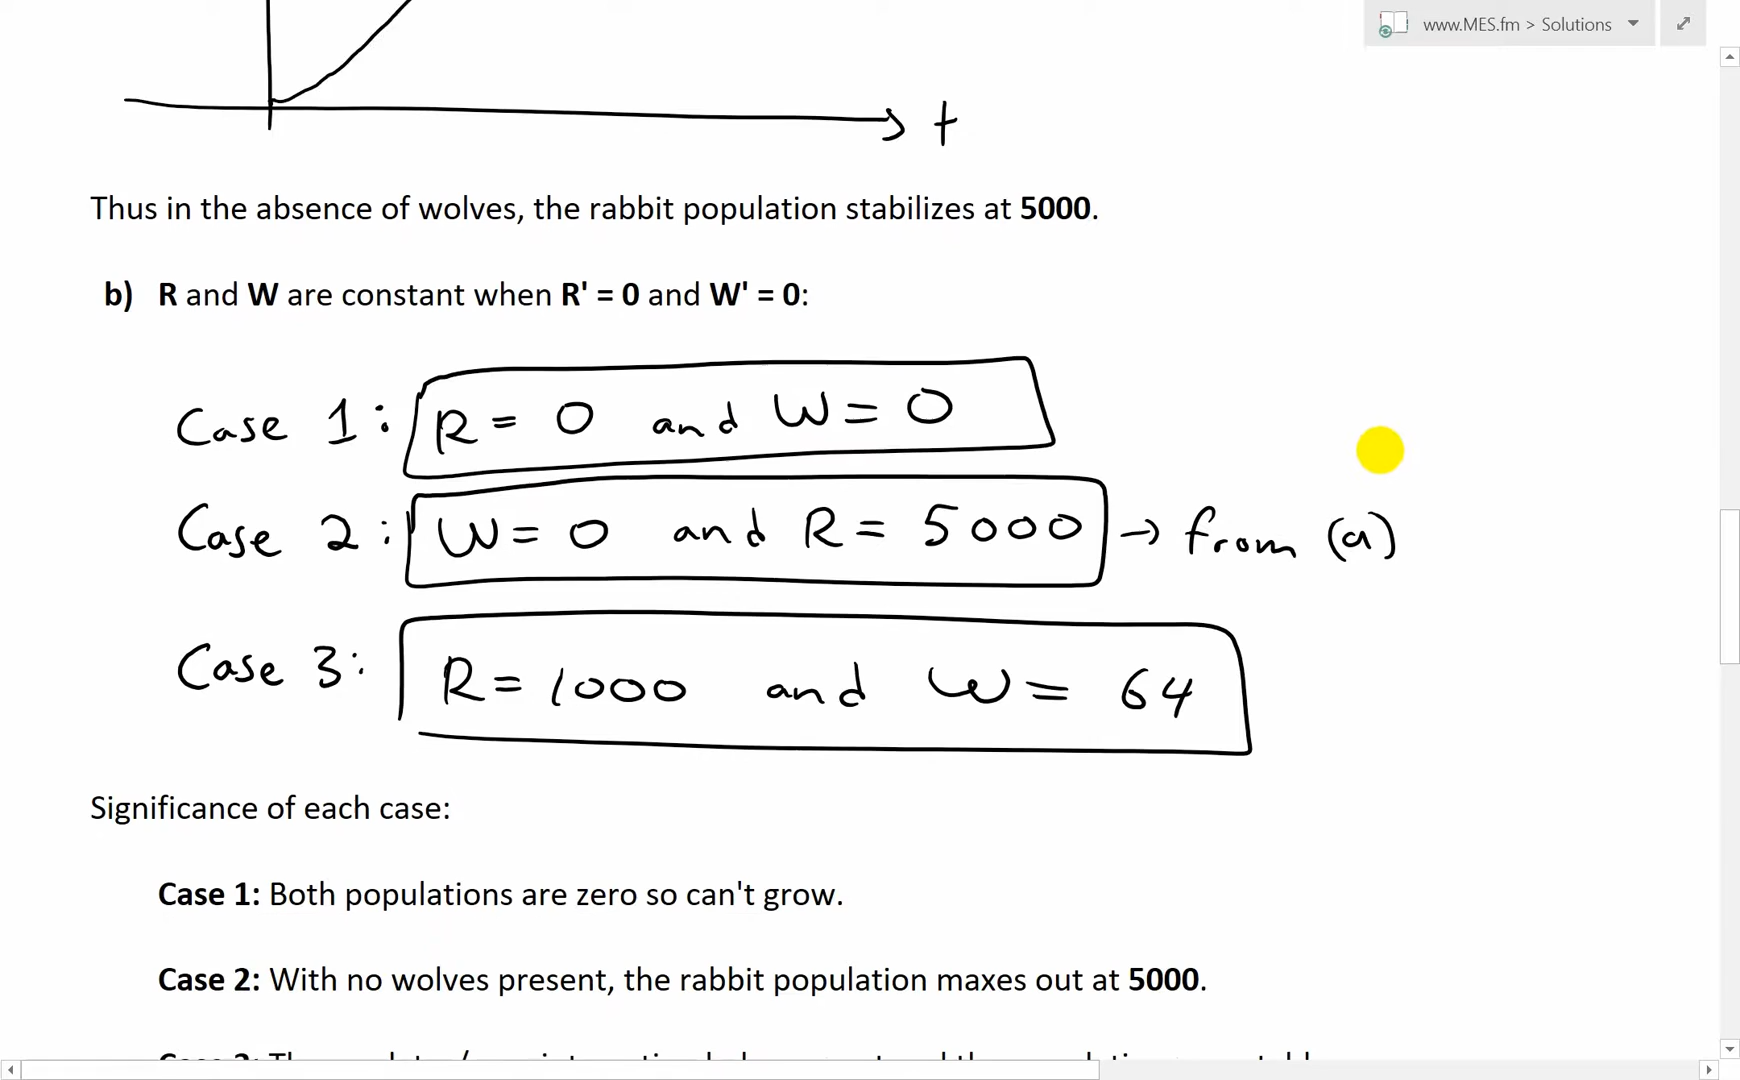 www.MES.fm > Solutions
t
Thus in the absence of wolves, the rabbit population stabilizes at 5000.
b) R and W are constant when R' = 0 and W' = 0:
Case 1: R = 0 and W = 0
Case 2: W = 0 and R = 5000 → from (a)
Case 3: R = 1000 and W = 64
Significance of each case:
Case 1: Both populations are zero so can't grow.
Case 2: With no wolves present, the rabbit population maxes out at 5000.